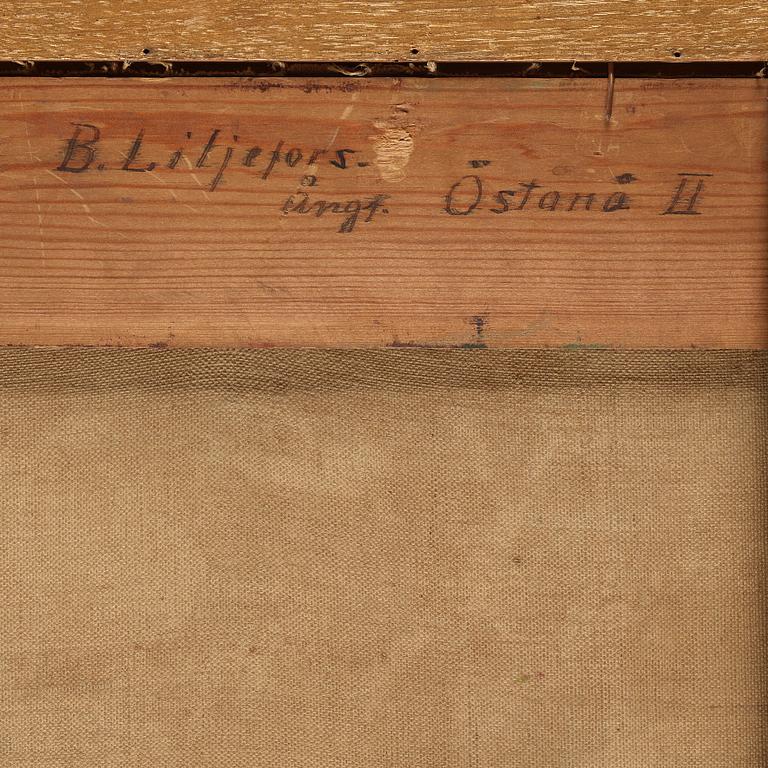 B. Liljefors.
ångf. Östanå II